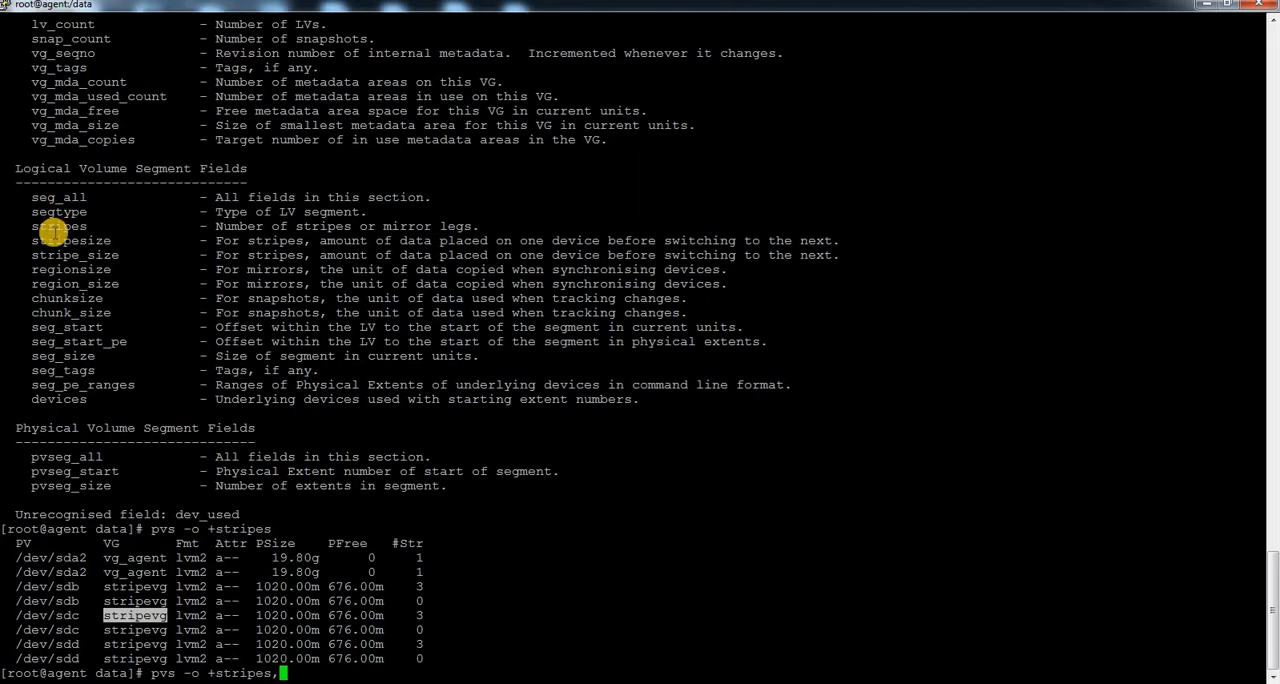 root@agent:/data
lv_count - Number of LVs.
snap_count - Number of snapshots.
vg_seqno - Revision number of internal metadata. Incremented whenever it changes.
vg_tags - Tags, if any.
vg_mda_count - Number of metadata areas on this VG.
vg_mda_used_count - Number of metadata areas in use on this VG.
vg_mda_free - Free metadata area space for this VG in current units.
vg_mda_size - Size of smallest metadata area for this VG in current units.
vg_mda_copies - Target number of in use metadata areas in the VG.
Logical Volume Segment Fields
-----------------------------
seg_all - All fields in this section.
segtype - Type of LV segment.
stripes - Number of stripes or mirror legs.
stripesize - For stripes, amount of data placed on one device before switching to the next.
stripe_size - For stripes, amount of data placed on one device before switching to the next.
regionsize - For mirrors, the unit of data copied when synchronising devices.
region_size - For mirrors, the unit of data copied when synchronising devices.
chunksize - For snapshots, the unit of data used when tracking changes.
chunk_size - For snapshots, the unit of data used when tracking changes.
seg_start - Offset within the LV to the start of the segment in current units.
seg_start_pe - Offset within the LV to the start of the segment in physical extents.
seg_size - Size of segment in current units.
seg_tags - Tags, if any.
seg_pe_ranges - Ranges of Physical Extents of underlying devices in command line format.
devices - Underlying devices used with starting extent numbers.
Physical Volume Segment Fields
------------------------------
pvseg_all - All fields in this section.
pvseg_start - Physical Extent number of start of segment.
pvseg_size - Number of extents in segment.
Unrecognised field: dev_used
[root@agent data]# pvs -o +stripes
PV VG Fmt Attr PSize PFree #Str
/dev/sda2 vg_agent lvm2 a-- 19.80g 0 1
/dev/sda2 vg_agent lvm2 a-- 19.80g 0 1
/dev/sdb stripevg lvm2 a-- 1020.00m 676.00m 3
/dev/sdb stripevg lvm2 a-- 1020.00m 676.00m 0
/dev/sdc stripevg lvm2 a-- 1020.00m 676.00m 3
/dev/sdc stripevg lvm2 a-- 1020.00m 676.00m 0
/dev/sdd stripevg lvm2 a-- 1020.00m 676.00m 3
/dev/sdd stripevg lvm2 a-- 1020.00m 676.00m 0
[root@agent data]# pvs -o +stripes,